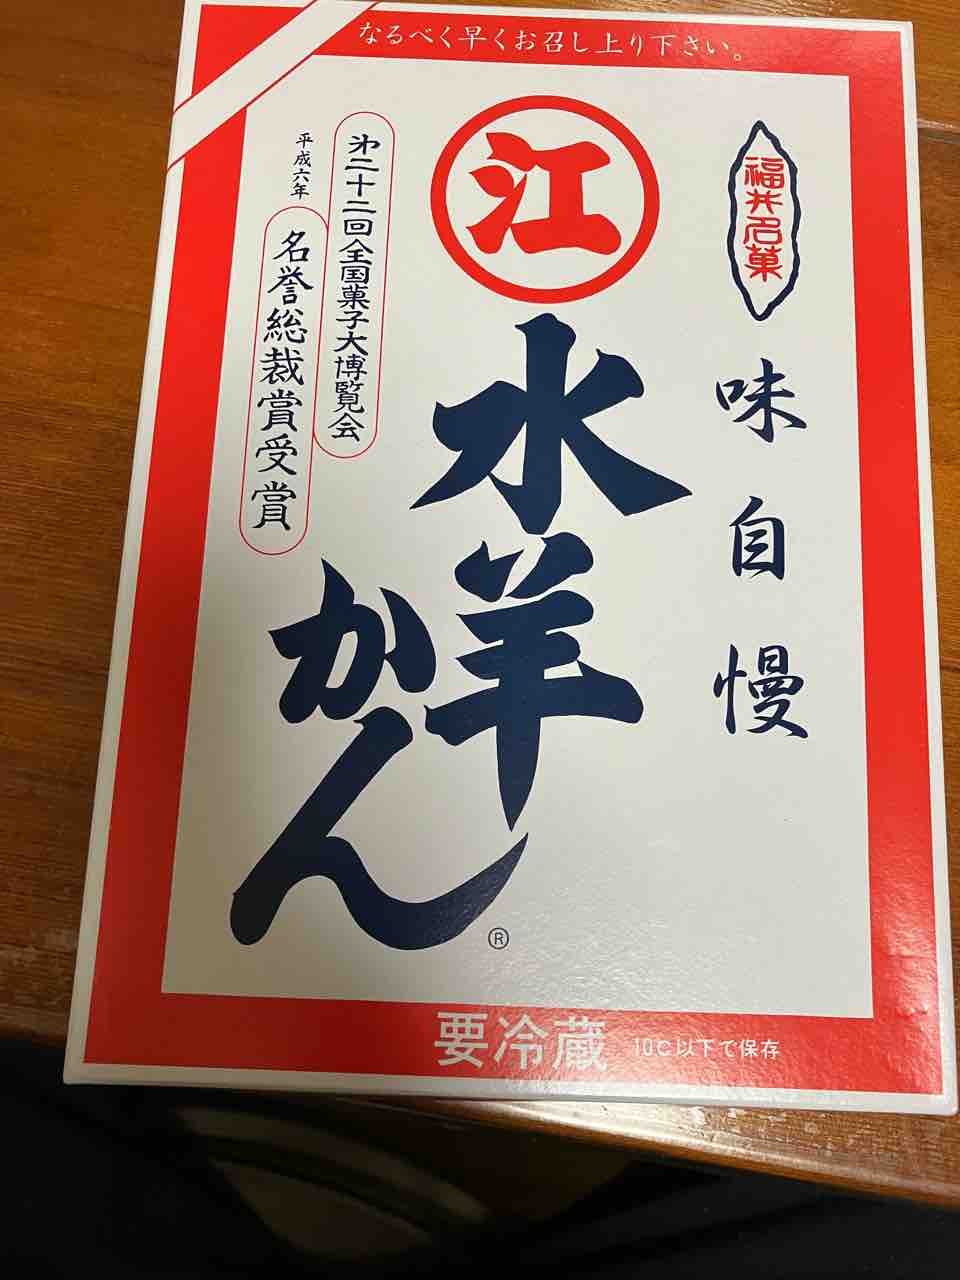 なるべく早くお召し上り下さい。
福井名菓
味自慢
江
水羊
かん
®
第二十二回全国菓子大博覧会
平成六年
名誉総裁賞受賞
要冷蔵 10C以下で保存